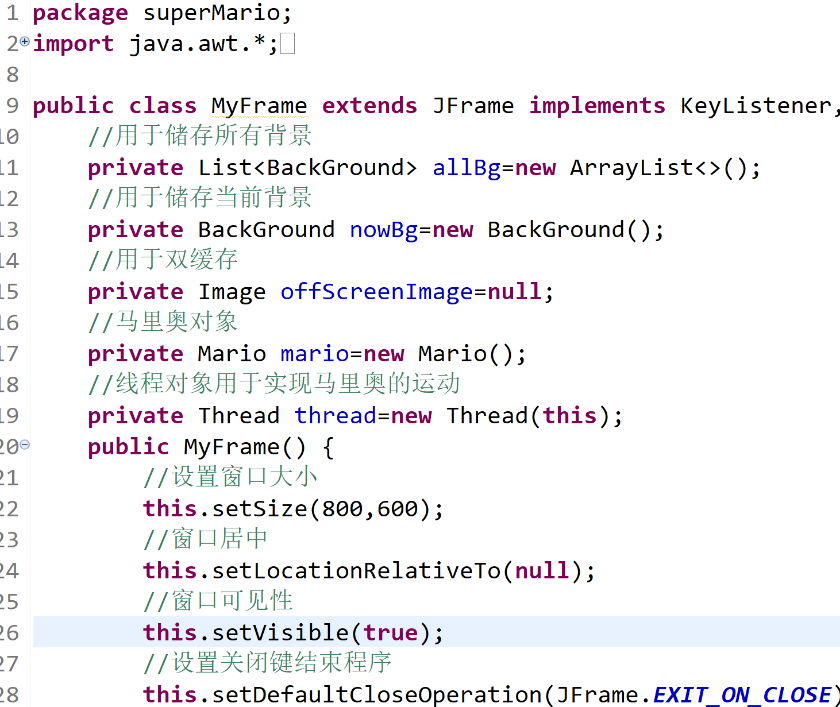 1 package superMario;
2 import java.awt.*;
8
9 public class MyFrame extends JFrame implements KeyListener,
10 //用于储存所有背景
11 private List<BackGround> allBg=new ArrayList<>();
12 //用于储存当前背景
13 private BackGround nowBg=new BackGround();
14 //用于双缓存
15 private Image offScreenImage=null;
16 //马里奥对象
17 private Mario mario=new Mario();
18 //线程对象用于实现马里奥的运动
19 private Thread thread=new Thread(this);
20 public MyFrame() {
21 //设置窗口大小
22 this.setSize(800,600);
23 //窗口居中
24 this.setLocationRelativeTo(null);
25 //窗口可见性
26 this.setVisible(true);
27 //设置关闭键结束程序
28 this.setDefaultCloseOperation(JFrame.EXIT_ON_CLOSE)